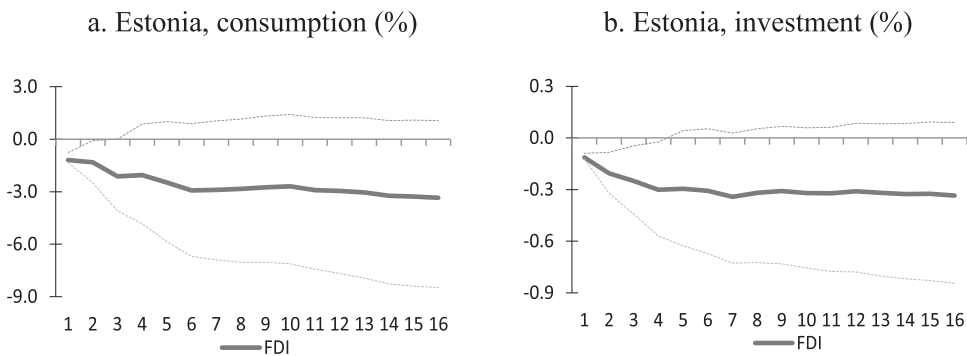 a. Estonia, consumption (%)
3.0
0.0
-3.0
-6.0
-9.0
1 2 3 4 5 6 7 8 9 10 11 12 13 14 15 16
FDI
b. Estonia, investment (%)
0.3
0.0
-0.3
-0.6
-0.9
1 2 3 4 5 6 7 8 9 10 11 12 13 14 15 16
FDI